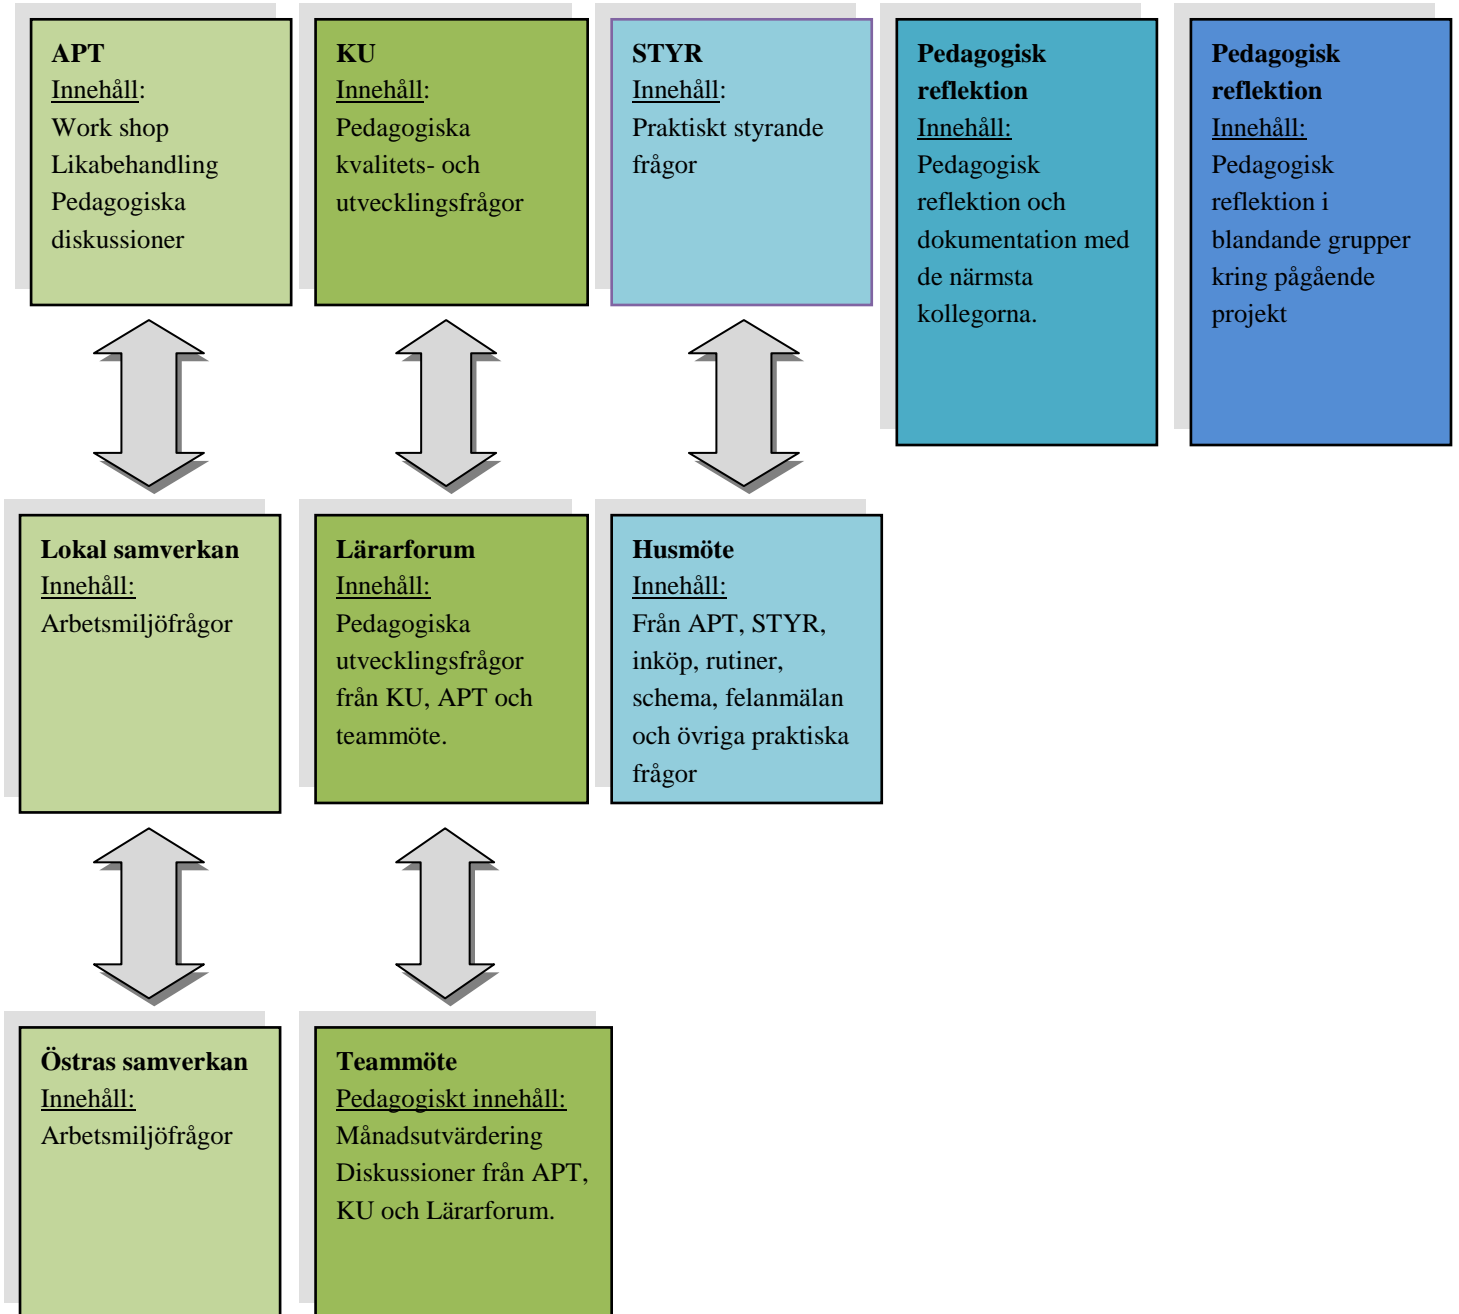 APT
Innehåll:
Work shop
Likabehandling
Pedagogiska
diskussioner
KU
Innehåll:
Pedagogiska
kvalitets- och
utvecklingsfrågor
STYR
Innehåll:
Praktiskt styrande
frågor
Pedagogisk
reflektion
Innehåll:
Pedagogisk
reflektion och
dokumentation med
de närmsta
kollegorna.
Pedagogisk
reflektion
Innehåll:
Pedagogisk
reflektion i
blandande grupper
kring pågående
projekt
Lokal samverkan
Innehåll:
Arbetsmiljöfrågor
Lärarforum
Innehåll:
Pedagogiska
utvecklingsfrågor
från KU, APT och
teammöte.
Husmöte
Innehåll:
Från APT, STYR,
inköp, rutiner,
schema, felanmälan
och övriga praktiska
frågor
Östras samverkan
Innehåll:
Arbetsmiljöfrågor
Teammöte
Pedagogiskt innehåll:
Månadsutvärdering
Diskussioner från APT,
KU och Lärarforum.